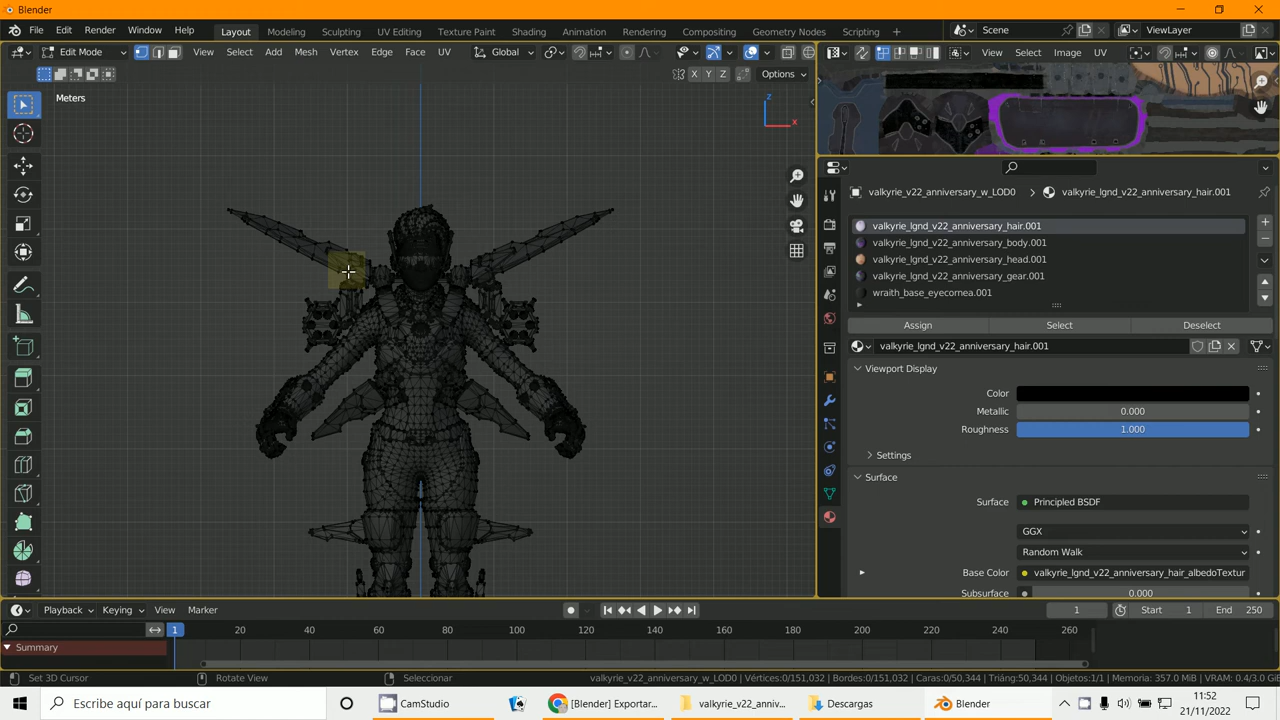 Blender
File Edit Render Window Help Layout Modeling Sculpting UV Editing Texture Paint Shading Animation Rendering Compositing Geometry Nodes Scripting Scene ViewLayer
Edit Mode View Select Add Mesh Vertex Edge Face UV Global View Select Image UV
X Y Z Options
Meters
z
x
valkyrie_v22_anniversary_w_LOD0 valkyrie_lgnd_v22_anniversary_hair.001
valkyrie_lgnd_v22_anniversary_hair.001
valkyrie_lgnd_v22_anniversary_body.001
valkyrie_lgnd_v22_anniversary_head.001
valkyrie_lgnd_v22_anniversary_gear.001
wraith_base_eyecornea.001
Assign Select Deselect
valkyrie_lgnd_v22_anniversary_hair.001
Viewport Display
Color
Metallic 0.000
Roughness 1.000
Settings
Surface
Surface Principled BSDF
GGX
Random Walk
Base Color valkyrie_lgnd_v22_anniversary_hair_albedoTextur
Subsurface 0.000
Playback Keying View Marker 1 Start 1 End 250
1 20 40 60 80 100 120 140 160 180 200 220 240 260
Summary
Set 3D Cursor Rotate View Seleccionar valkyrie_v22_anniversary_w_LOD0 | Vértices:0/151,032 | Bordes:0/151,032 | Caras:0/50,344 | Triáng:50,344 | Objetos:1/1 | Memoria: 357.0 MiB | VRAM: 0.4/3.0 Gi
Escribe aquí para buscar CamStudio [Blender] Exportar... valkyrie_v22_anniv... Descargas Blender 11:52
21/11/2022